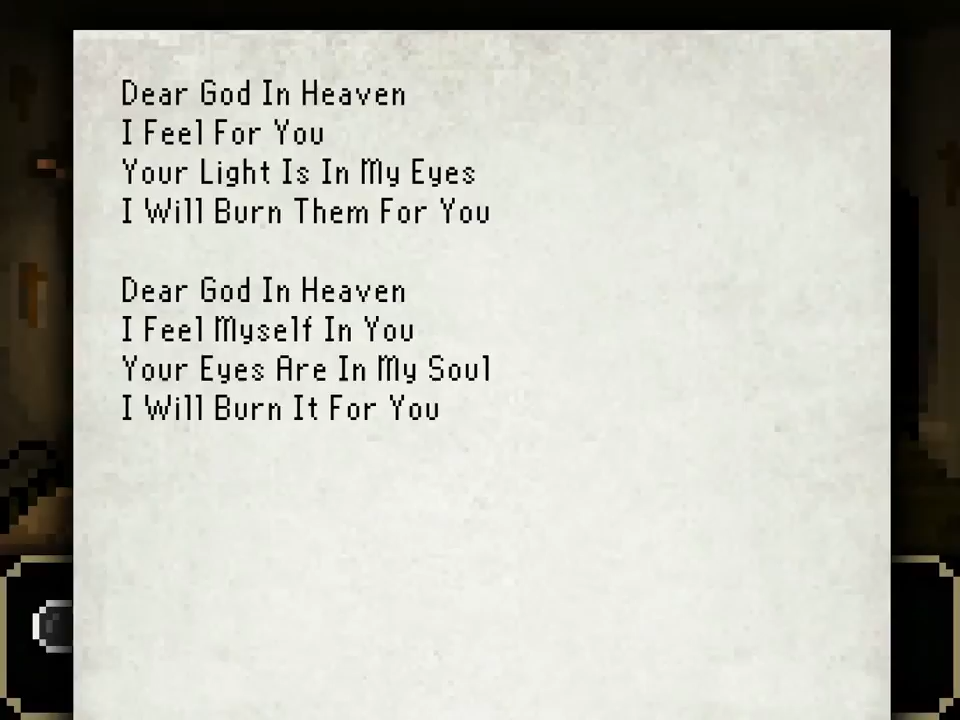 Dear God In Heaven
I Feel For You
Your Light Is In My Eyes
I Will Burn Them For You

Dear God In Heaven
I Feel Myself In You
Your Eyes Are In My Soul
I Will Burn It For You